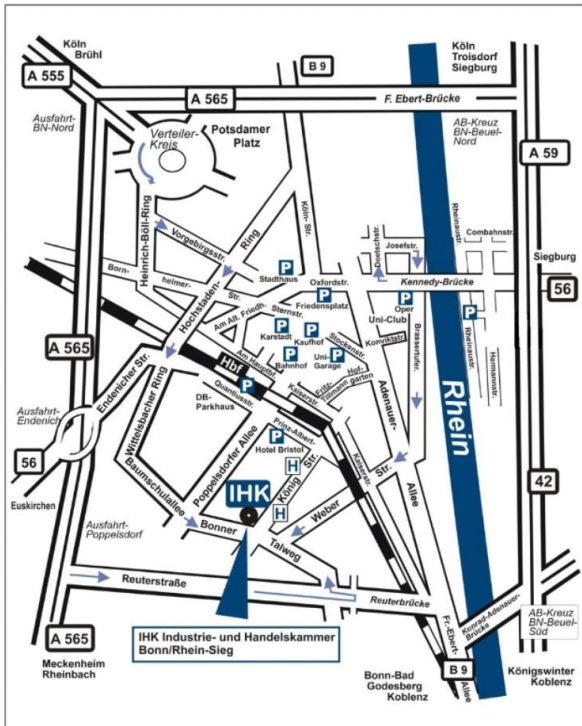 Köln
Brühl
A 555
A 565
B 9
Köln
Troisdorf
Siegburg
F. Ebert-Brücke
Ausfahrt-
BN-Nord
Verteiler-
Kreis
Potsdamer
Platz
AB-Kreuz
BN-Beuel-
Nord
A 59
Heinrich-Böll-Ring
Vorgebirgsstr.
Ring
Köln- Str.
Duetschstr.
Josefstr.
Rheinaustr.
Combahnstr.
Siegburg
56
Born-
heimer-
Str.
Hochstaden-
P
Stadthaus
Oxfordstr.
P
Friedensplatz
Kennedy-Brücke
P
Oper
Uni-Club
P
Am Alt. Friedh.
Sternstr.
P
Karstadt
P
Kaufhof
Stockenstr.
Konviktstr.
Brassertufer
Rheinaustr.
Hermannstr.
A 565
Endenicher Str.
Hbf
Am Hauptbf.
P
Bahnhof
P
Uni-
Garage
Hof-
garten
Fritz-
Tillmann
Kaiserstr.
Rhein
Ausfahrt-
Endenich
56
Euskirchen
Wittelsbacher Ring
P
Quantiusstr.
DB-
Parkhaus
Poppelsdorfer Allee
Prinz-Albert-
P
Hotel Bristol
H
König Str.
Adenauer-
Allee
Kaiserstr.
42
IHK
H
Weber
Str.
Baumschulallee
Bonner
Talweg
Ausfahrt-
Poppelsdorf
Reuterstraße
Reuterbrücke
Fr.-Ebert-
Allee
Konrad-Adenauer-
Brücke
AB-Kreuz
BN-Beuel-
Süd
A 565
IHK Industrie- und Handelskammer
Bonn/Rhein-Sieg
Meckenheim
Rheinbach
Bonn-Bad
Godesberg
Koblenz
B 9
Königswinter
Koblenz